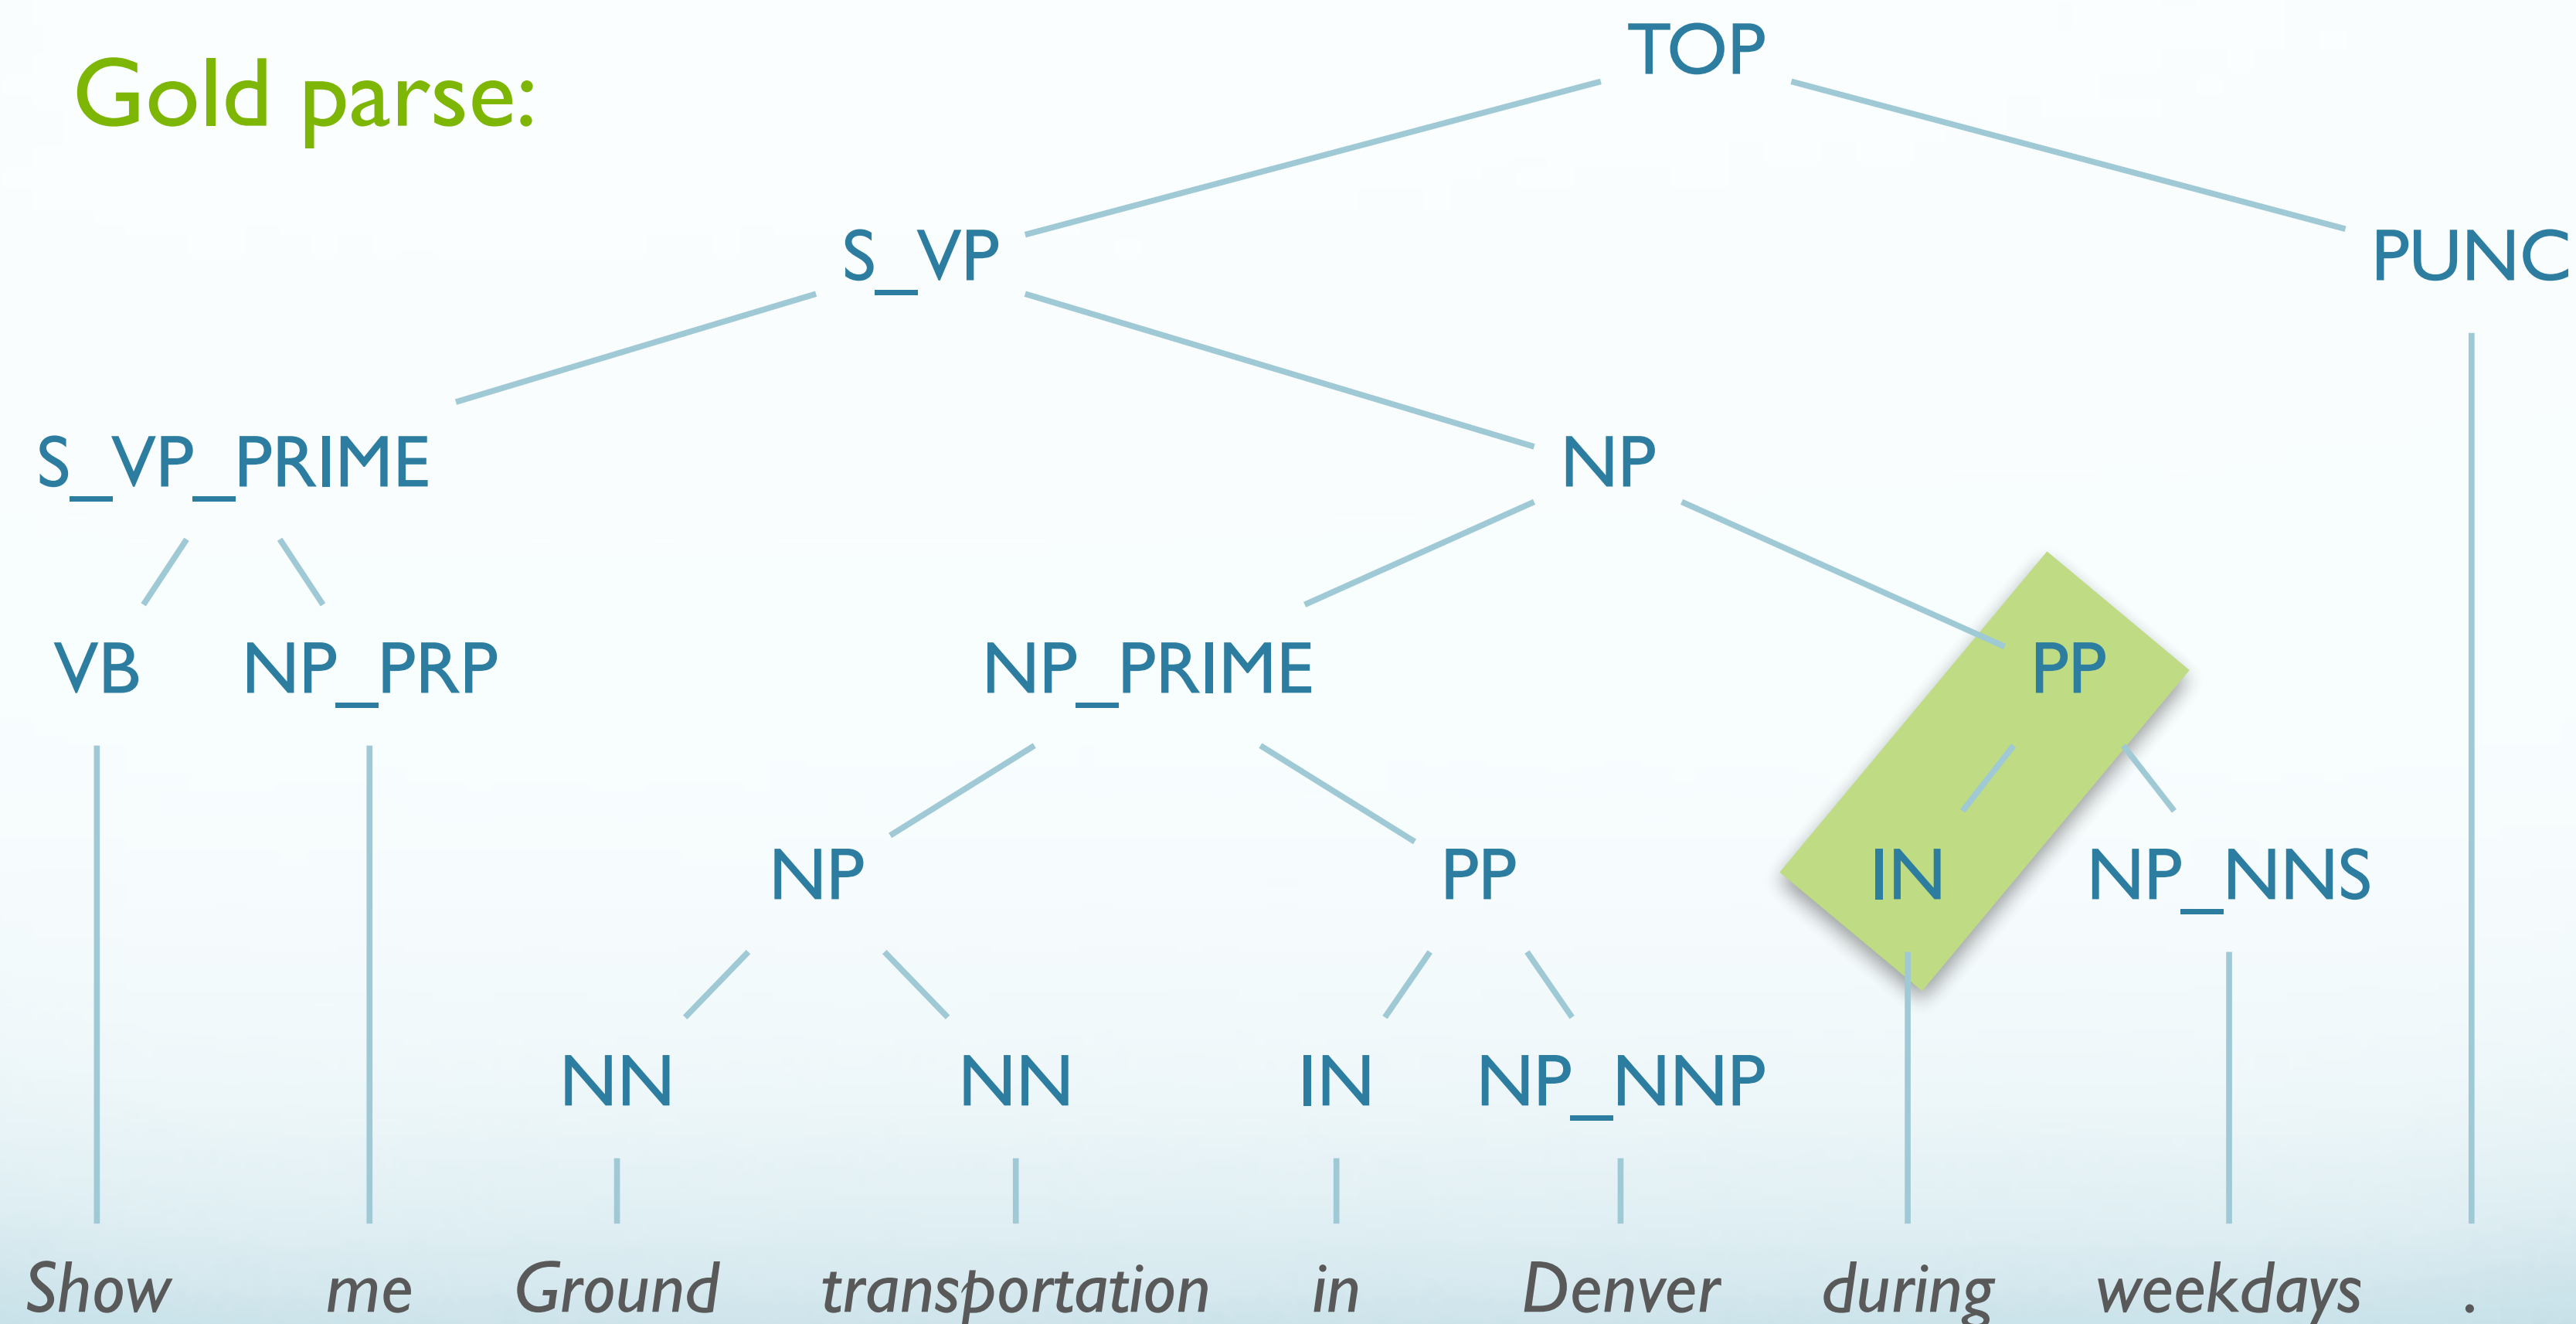 Gold parse:
TOP
S_VP PUNC
S_VP_PRIME NP
VB NP_PRP NP_PRIME PP
NP PP IN NP_NNS
NN NN IN NP_NNP
Show me Ground transportation in Denver during weekdays .